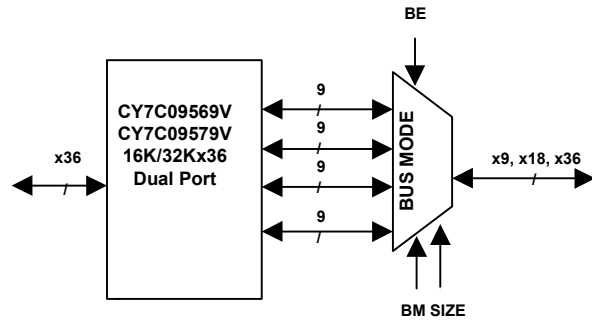 BE
CY7C09569V
CY7C09579V
16K/32Kx36
Dual Port
9
9
9
9
x36
BUS MODE
x9, x18, x36
BM SIZE